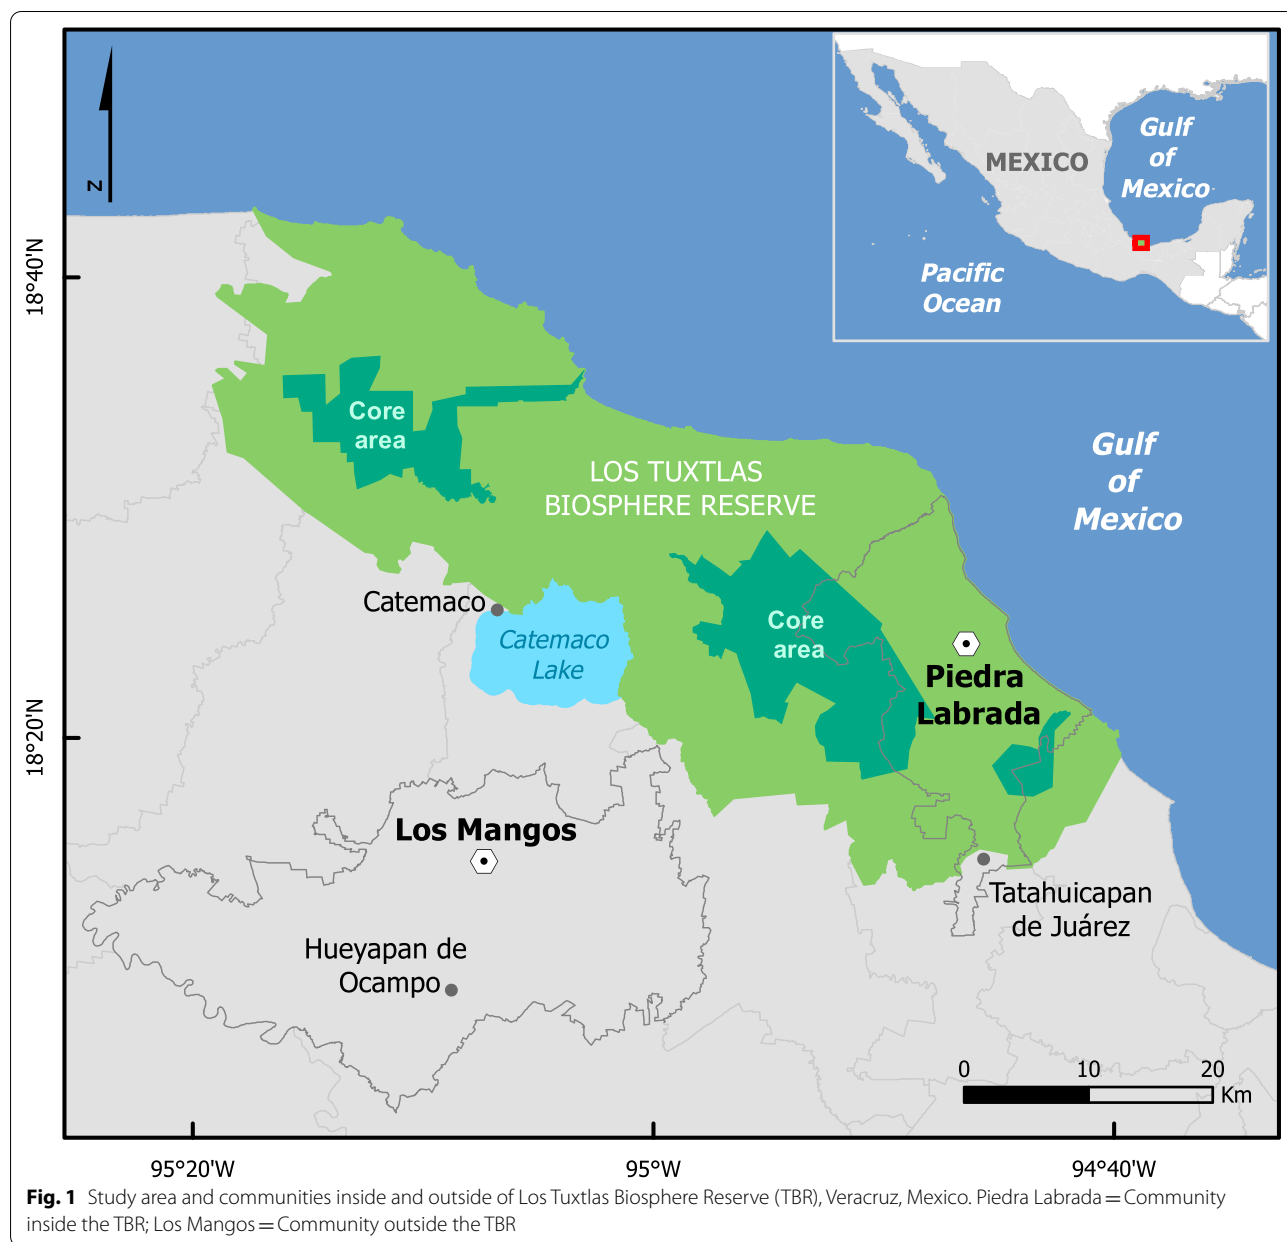 N
MEXICO
Gulf
of
Mexico
Pacific
Ocean
18°40'N
Core
area
LOS TUXTLAS
BIOSPHERE RESERVE
Gulf
of
Mexico
Catemaco
Catemaco
Lake
Core
area
Piedra
Labrada
18°20'N
Los Mangos
Tatahuicapan
de Juárez
Hueyapan de
Ocampo
0 10 20
Km
95°20'W 95°W 94°40'W
Fig. 1 Study area and communities inside and outside of Los Tuxtlas Biosphere Reserve (TBR), Veracruz, Mexico. Piedra Labrada = Community
inside the TBR; Los Mangos = Community outside the TBR